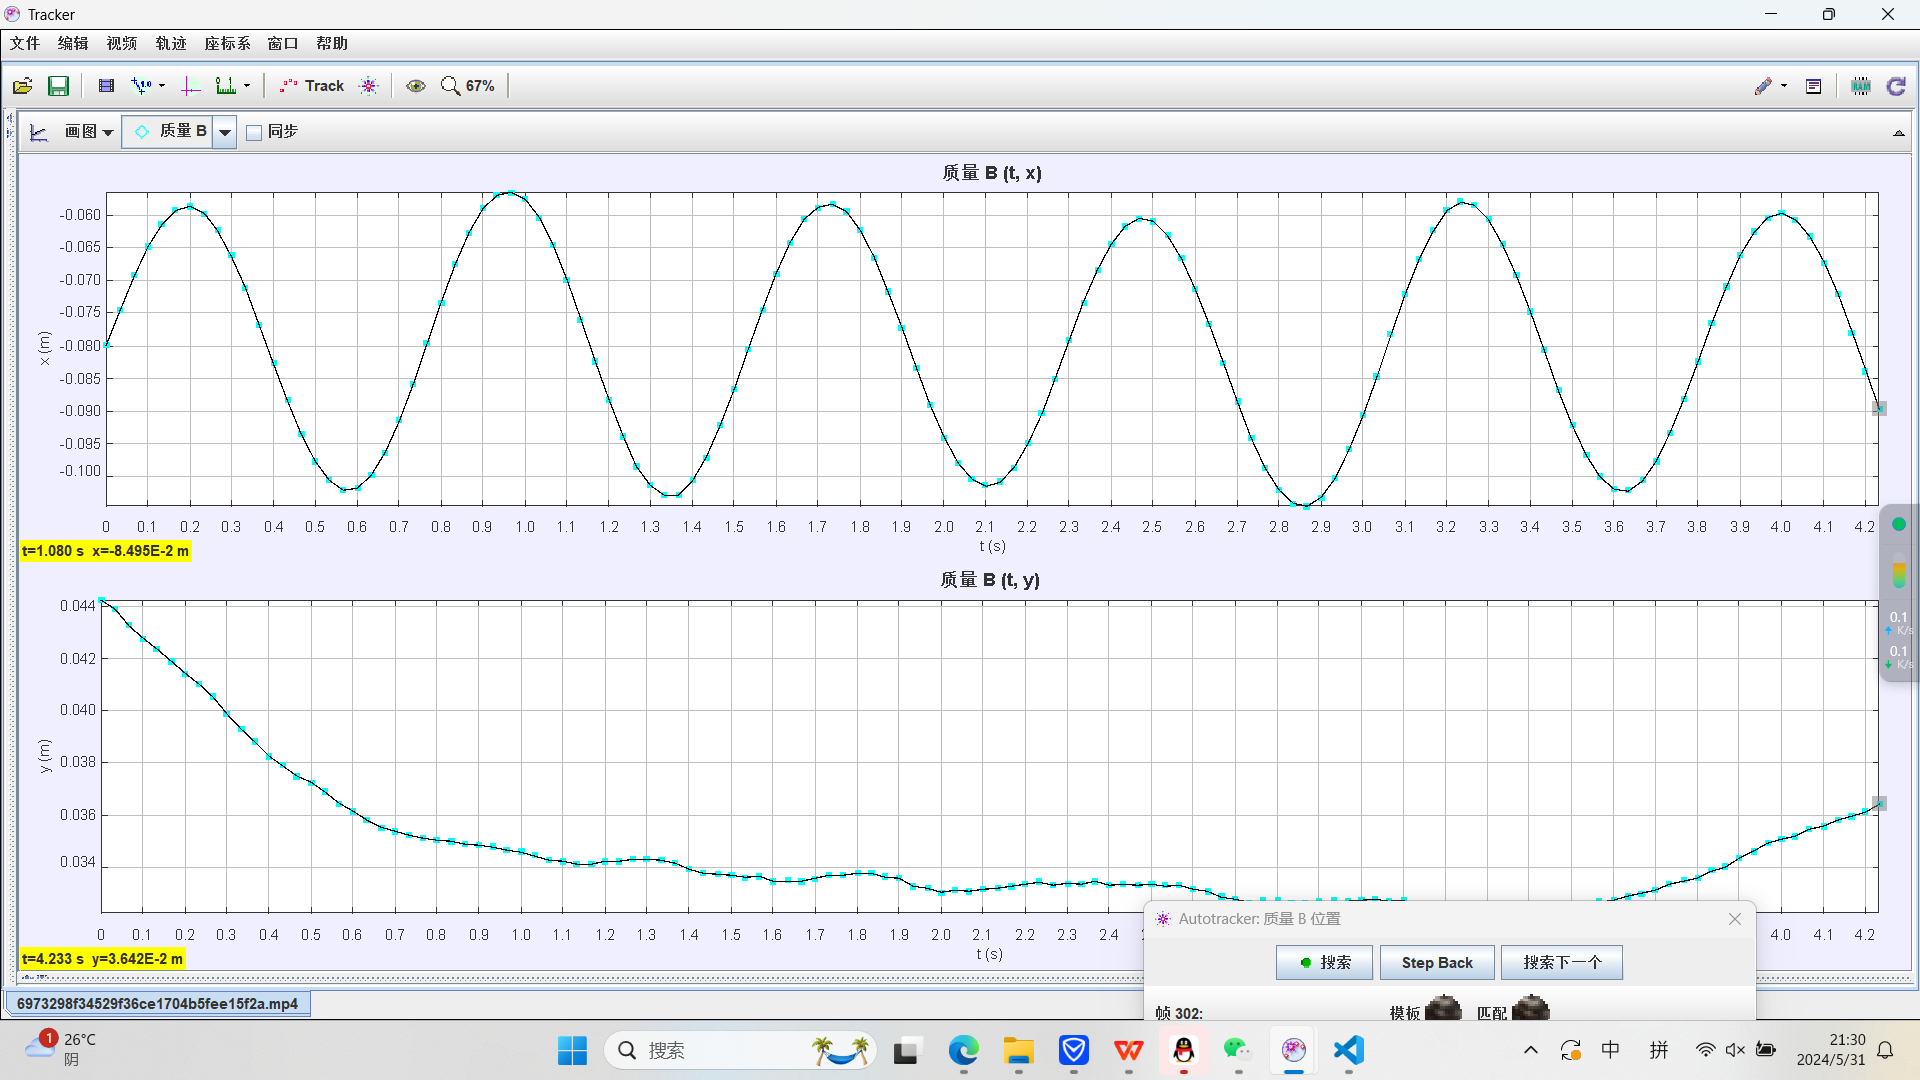 Tracker
文件 编辑 视频 轨迹 座标系 窗口 帮助
Track 67%
画图 质量 B 同步
质量 B (t, x)
-0.060
-0.065
-0.070
-0.075
-0.080
-0.085
-0.090
-0.095
-0.100
x (m)
0 0.1 0.2 0.3 0.4 0.5 0.6 0.7 0.8 0.9 1.0 1.1 1.2 1.3 1.4 1.5 1.6 1.7 1.8 1.9 2.0 2.1 2.2 2.3 2.4 2.5 2.6 2.7 2.8 2.9 3.0 3.1 3.2 3.3 3.4 3.5 3.6 3.7 3.8 3.9 4.0 4.1 4.2
t (s)
t=1.080 s x=-8.495E-2 m
质量 B (t, y)
0.044
0.042
0.040
0.038
0.036
0.034
y (m)
0 0.1 0.2 0.3 0.4 0.5 0.6 0.7 0.8 0.9 1.0 1.1 1.2 1.3 1.4 1.5 1.6 1.7 1.8 1.9 2.0 2.1 2.2 2.3 2.4 4.0 4.1 4.2
t (s)
t=4.233 s y=3.642E-2 m
0.1
K/s
0.1
K/s
Autotracker: 质量 B 位置
搜索 Step Back 搜索下一个
帧 302: 模板 匹配
6973298f34529f36ce1704b5fee15f2a.mp4
1
26°C
阴
搜索
中 拼
21:30
2024/5/31